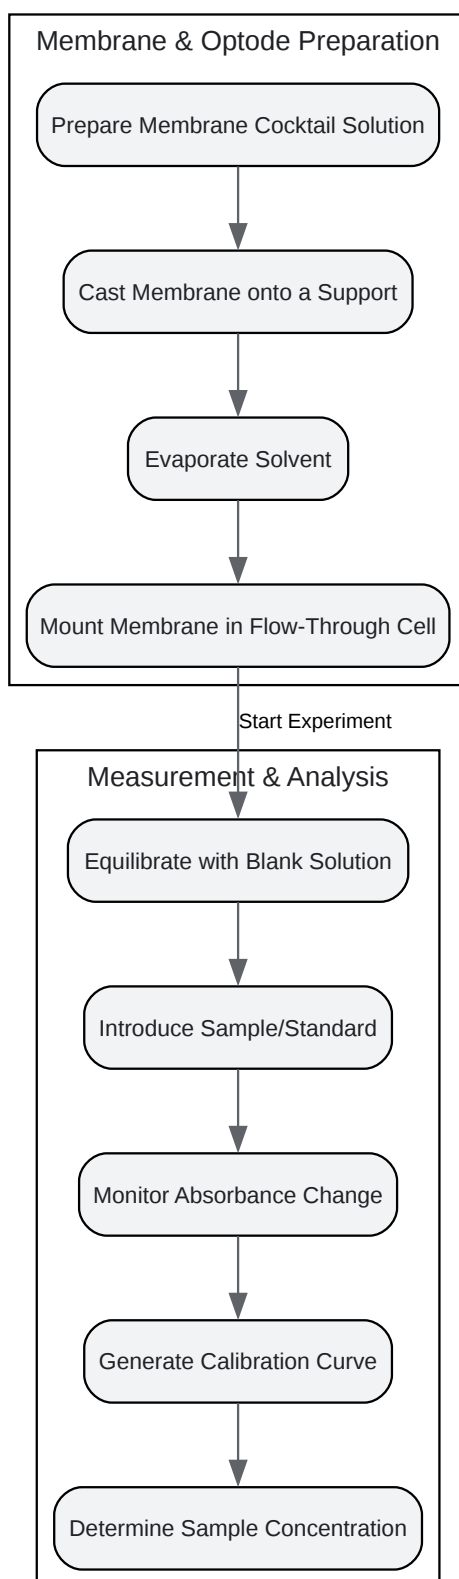 Membrane & Optode Preparation
Prepare Membrane Cocktail Solution
Cast Membrane onto a Support
Evaporate Solvent
Mount Membrane in Flow-Through Cell
Start Experiment
Measurement & Analysis
Equilibrate with Blank Solution
Introduce Sample/Standard
Monitor Absorbance Change
Generate Calibration Curve
Determine Sample Concentration